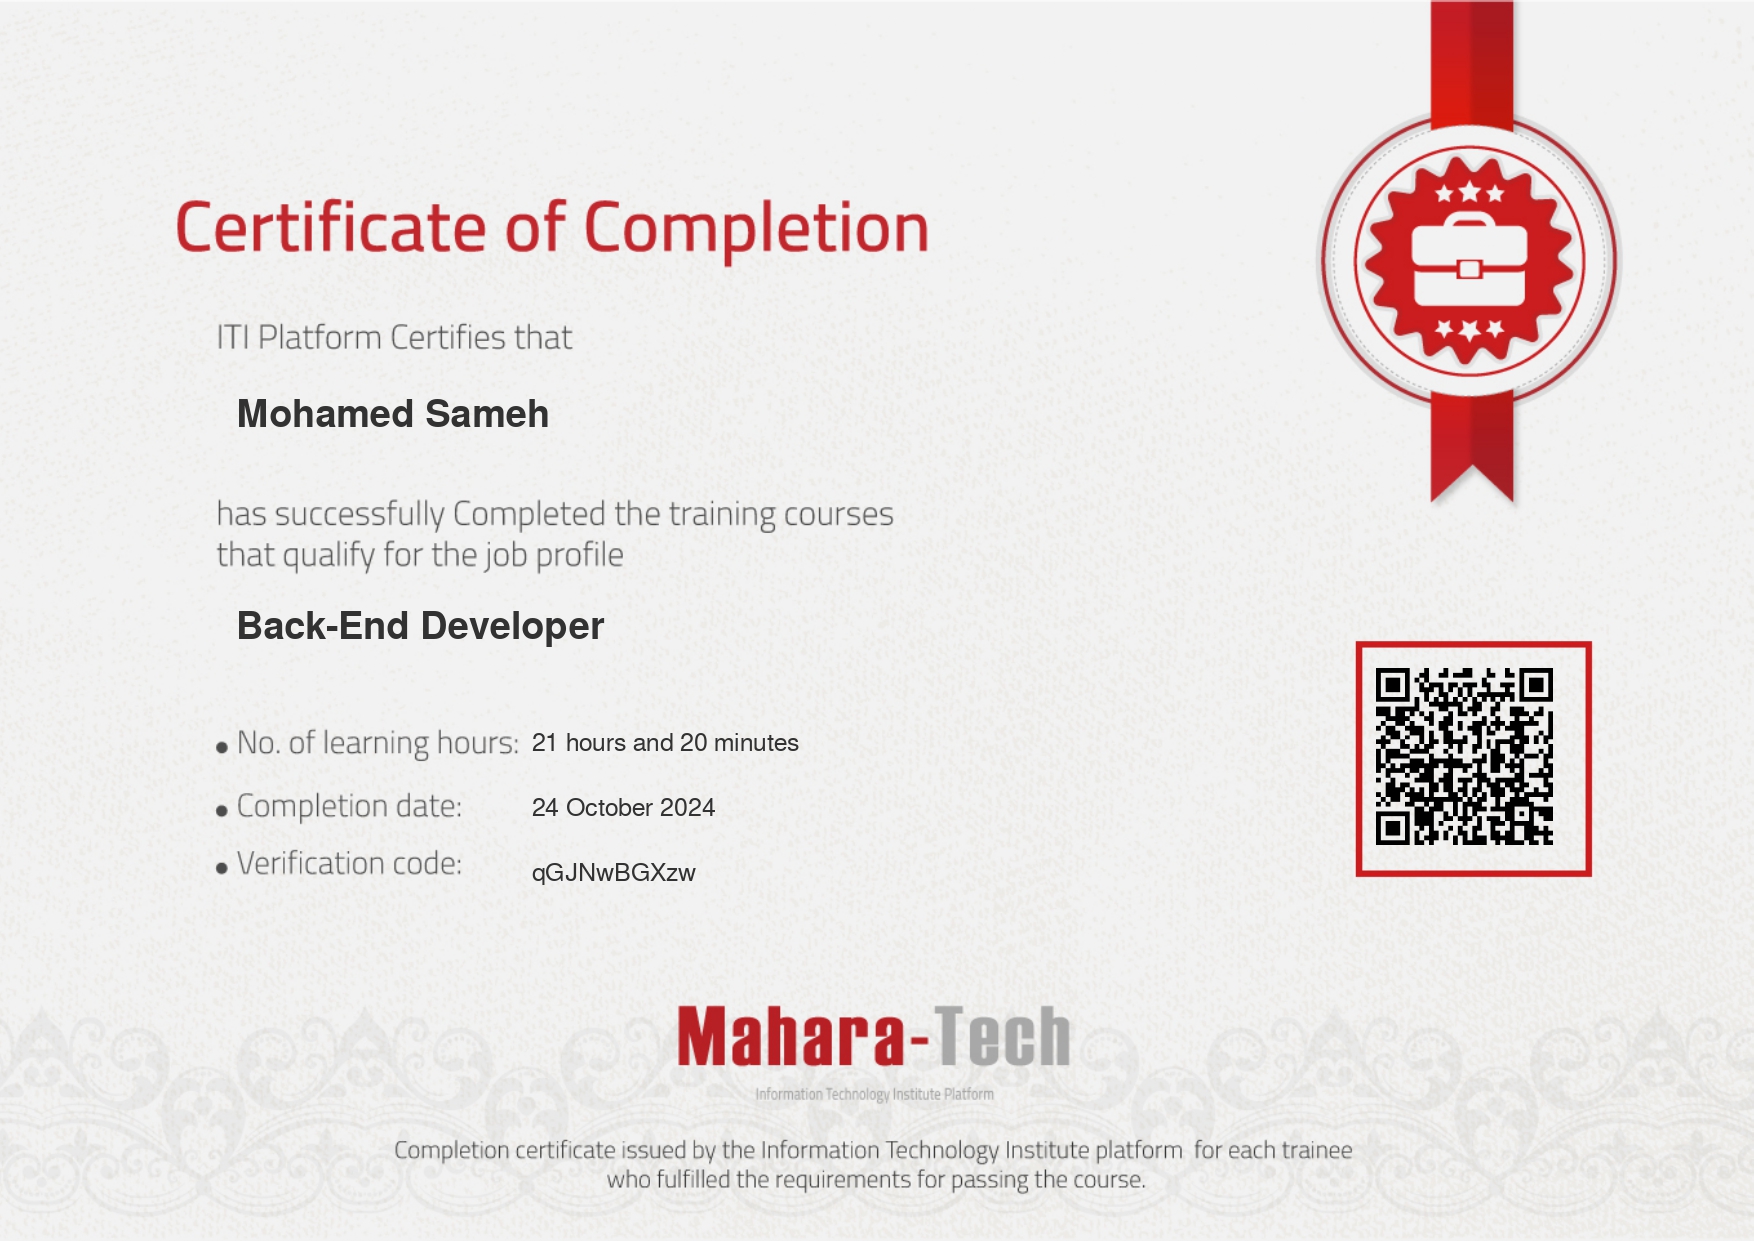 Certificate of Completion
ITI Platform Certifies that
Mohamed Sameh
has successfully Completed the training courses
that qualify for the job profile
Back-End Developer
• No. of learning hours: 21 hours and 20 minutes
• Completion date: 24 October 2024
• Verification code: qGJNwBGXzw
Mahara-Tech
Information Technology Institute Platform
Completion certificate issued by the Information Technology Institute platform for each trainee
who fulfilled the requirements for passing the course.